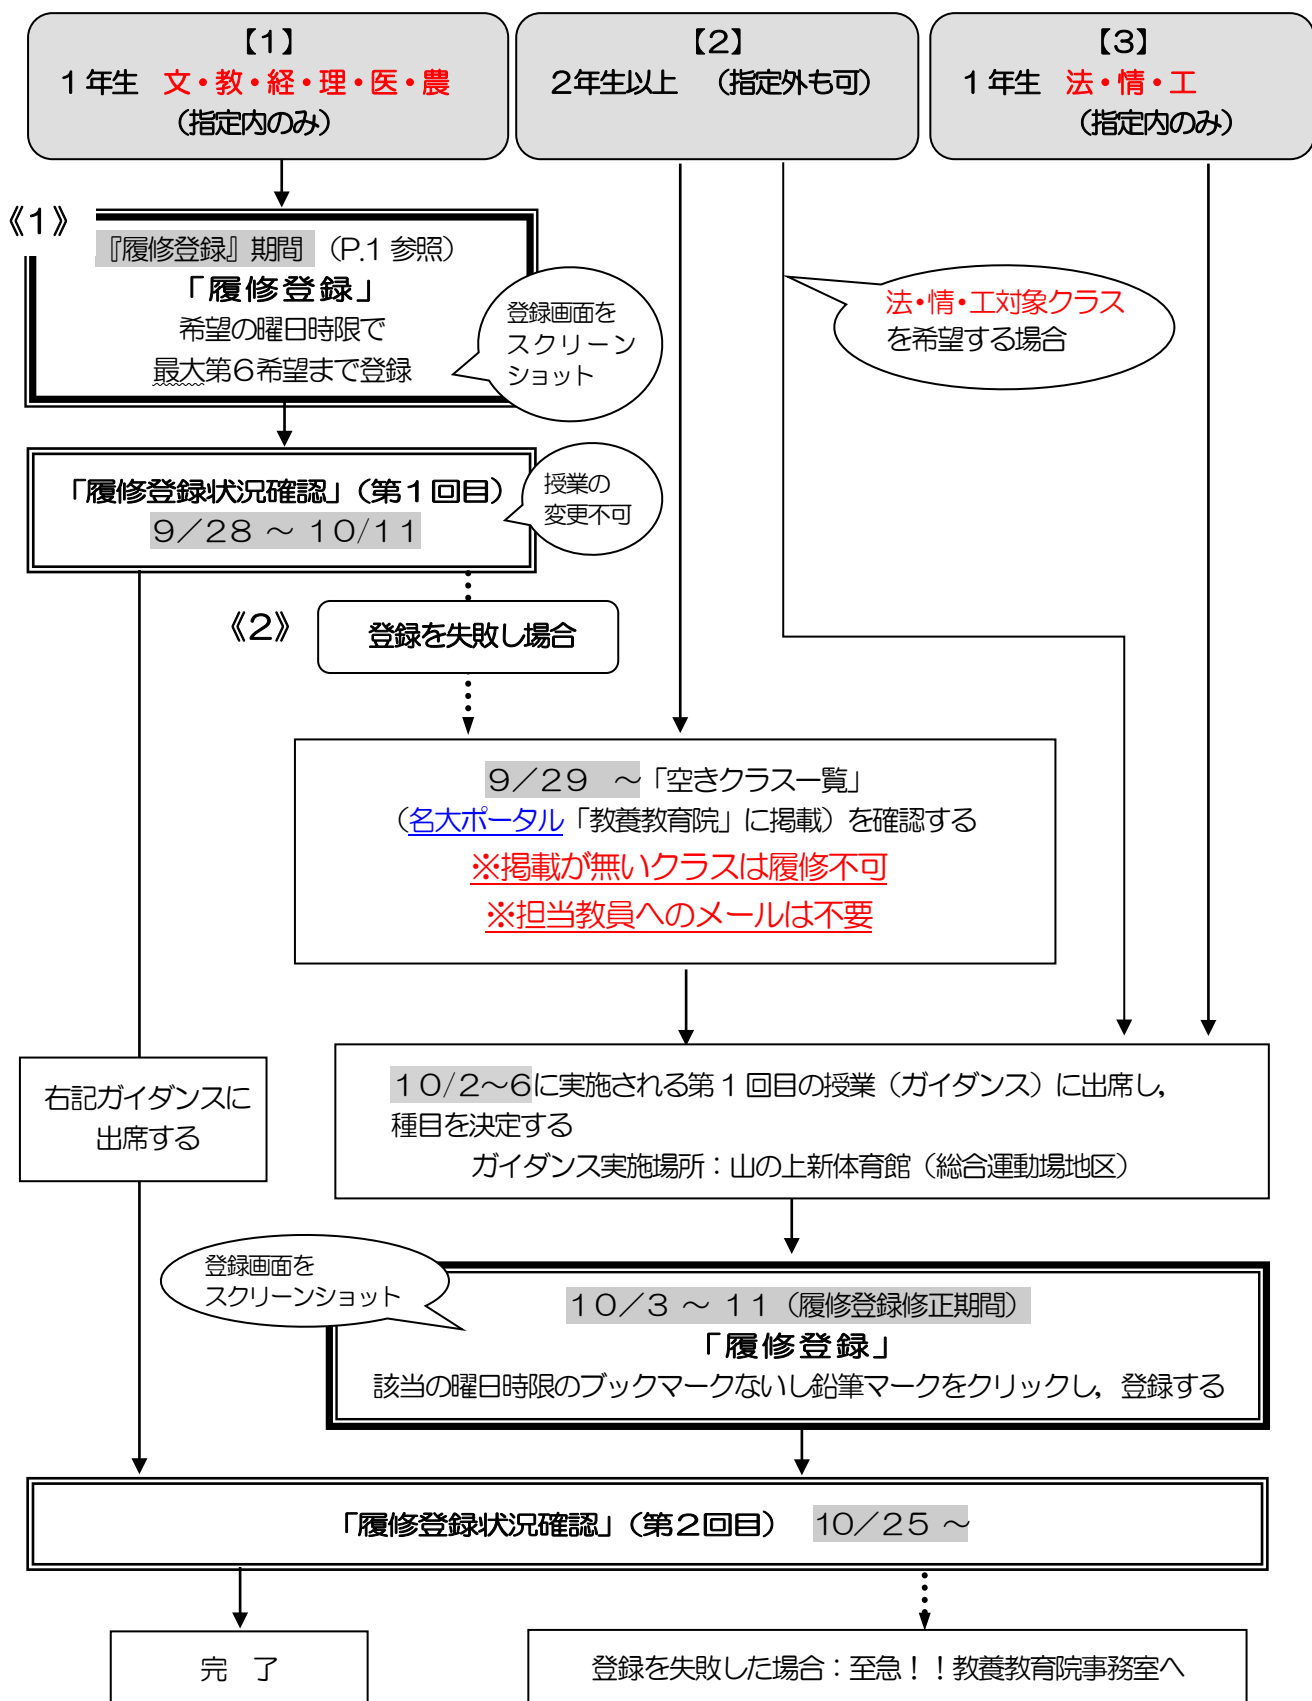 【1】
1年生 文・教・経・理・医・農
（指定内のみ）
【2】
2年生以上 （指定外も可）
【3】
1年生 法・情・工
（指定内のみ）
《1》
『履修登録』期間 （P.1 参照）
「履修登録」
希望の曜日時限で
最大第６希望まで登録
登録画面を
スクリーン
ショット
法・情・工対象クラス
を希望する場合
「履修登録状況確認」（第１回目）
９／２８ ～ １０/１１
授業の
変更不可
《2》
登録を失敗し場合
９／２９ ～「空きクラス一覧」
（名大ポータル「教養教育院」に掲載）を確認する
※掲載が無いクラスは履修不可
※担当教員へのメールは不要
右記ガイダンスに
出席する
１０/２～６に実施される第１回目の授業（ガイダンス）に出席し，
種目を決定する
ガイダンス実施場所：山の上新体育館（総合運動場地区）
登録画面を
スクリーンショット
１０／３ ～ １１（履修登録修正期間）
「履修登録」
該当の曜日時限のブックマークないし鉛筆マークをクリックし，登録する
「履修登録状況確認」（第２回目） 10／25 ～
完 了
登録を失敗した場合：至急！！教養教育院事務室へ